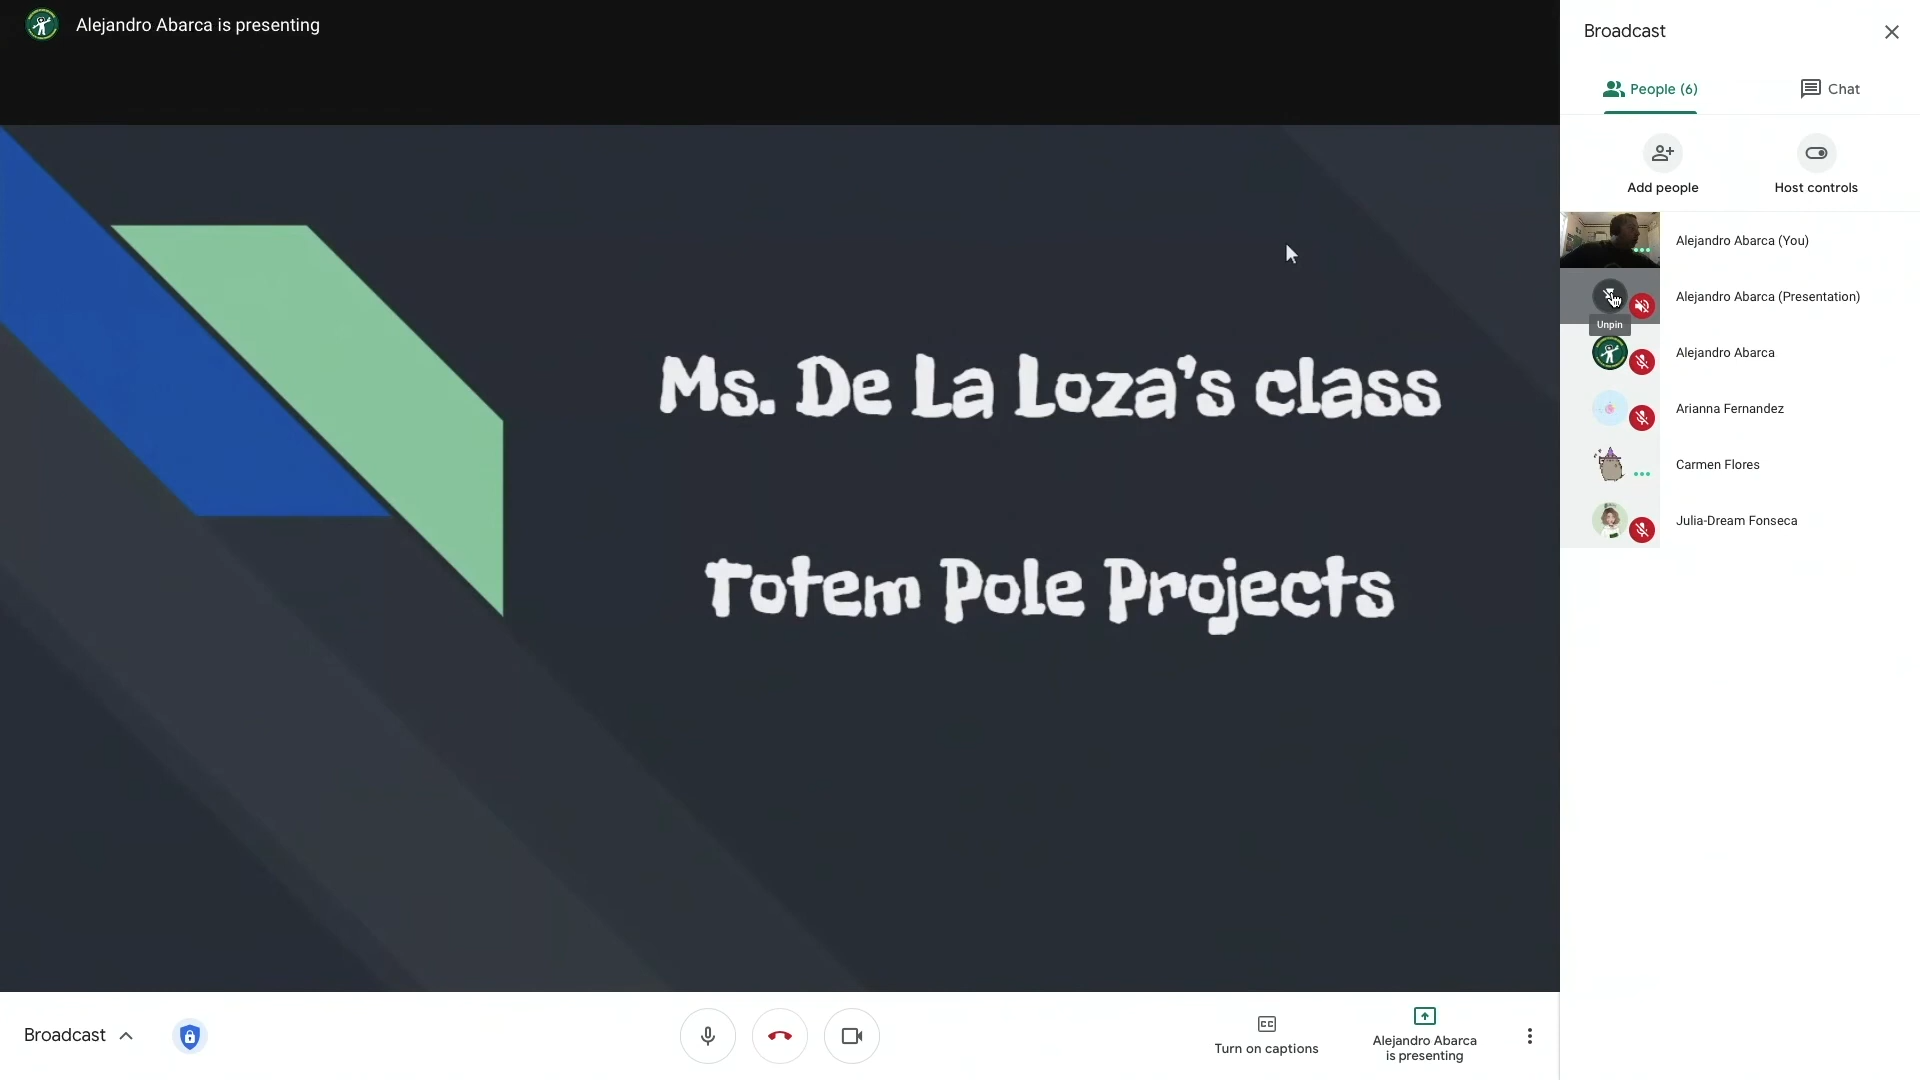 Alejandro Abarca is presenting
Ms. De La Loza's class
Totem Pole Projects
Broadcast
People (6)
Chat
Add people
Host controls
Alejandro Abarca (You)
Alejandro Abarca (Presentation)
Unpin
Alejandro Abarca
Arianna Fernandez
Carmen Flores
Julia-Dream Fonseca
Broadcast
CC
Turn on captions
Alejandro Abarca
is presenting